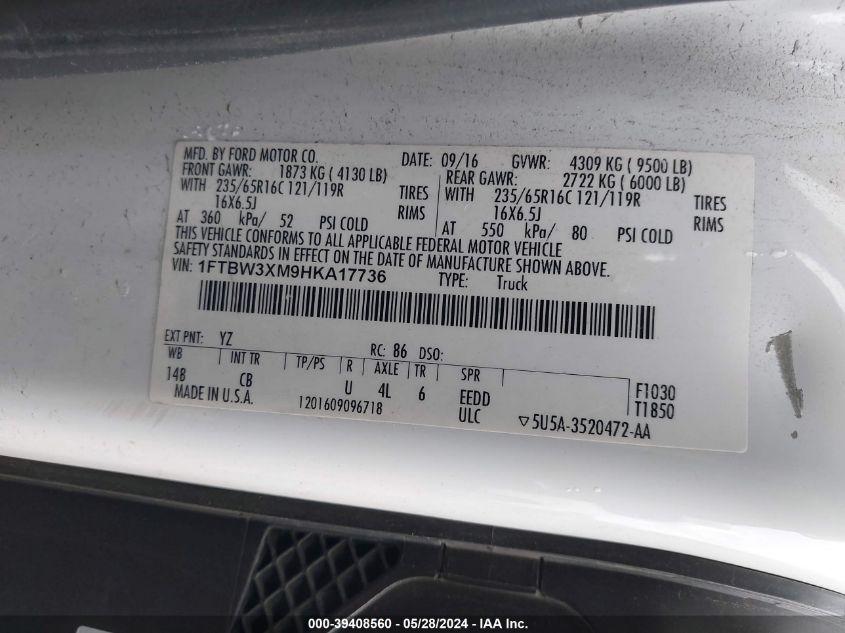 MFD. BY FORD MOTOR CO. DATE: 09/16 GVWR: 4309 KG ( 9500 LB)
FRONT GAWR: 1873 KG ( 4130 LB) REAR GAWR: 2722 KG ( 6000 LB)
WITH 235/65R16C 121/119R TIRES WITH 235/65R16C 121/119R TIRES
16X6.5J RIMS 16X6.5J RIMS
AT 360 kPa/ 52 PSI COLD AT 550 kPa/ 80 PSI COLD
THIS VEHICLE CONFORMS TO ALL APPLICABLE FEDERAL MOTOR VEHICLE
SAFETY STANDARDS IN EFFECT ON THE DATE OF MANUFACTURE SHOWN ABOVE.
VIN: 1FTBW3XM9HKA17736 TYPE: Truck
EXT PNT: YZ RC: 86 DSO:
WB INT TR TP/PS R AXLE TR SPR
148 CB U 4L 6 EEDD F1030
MADE IN U.S.A. 1201609096718 ULC T1850
▽5U5A-3520472-AA
000-39408560 - 05/28/2024 - IAA Inc.